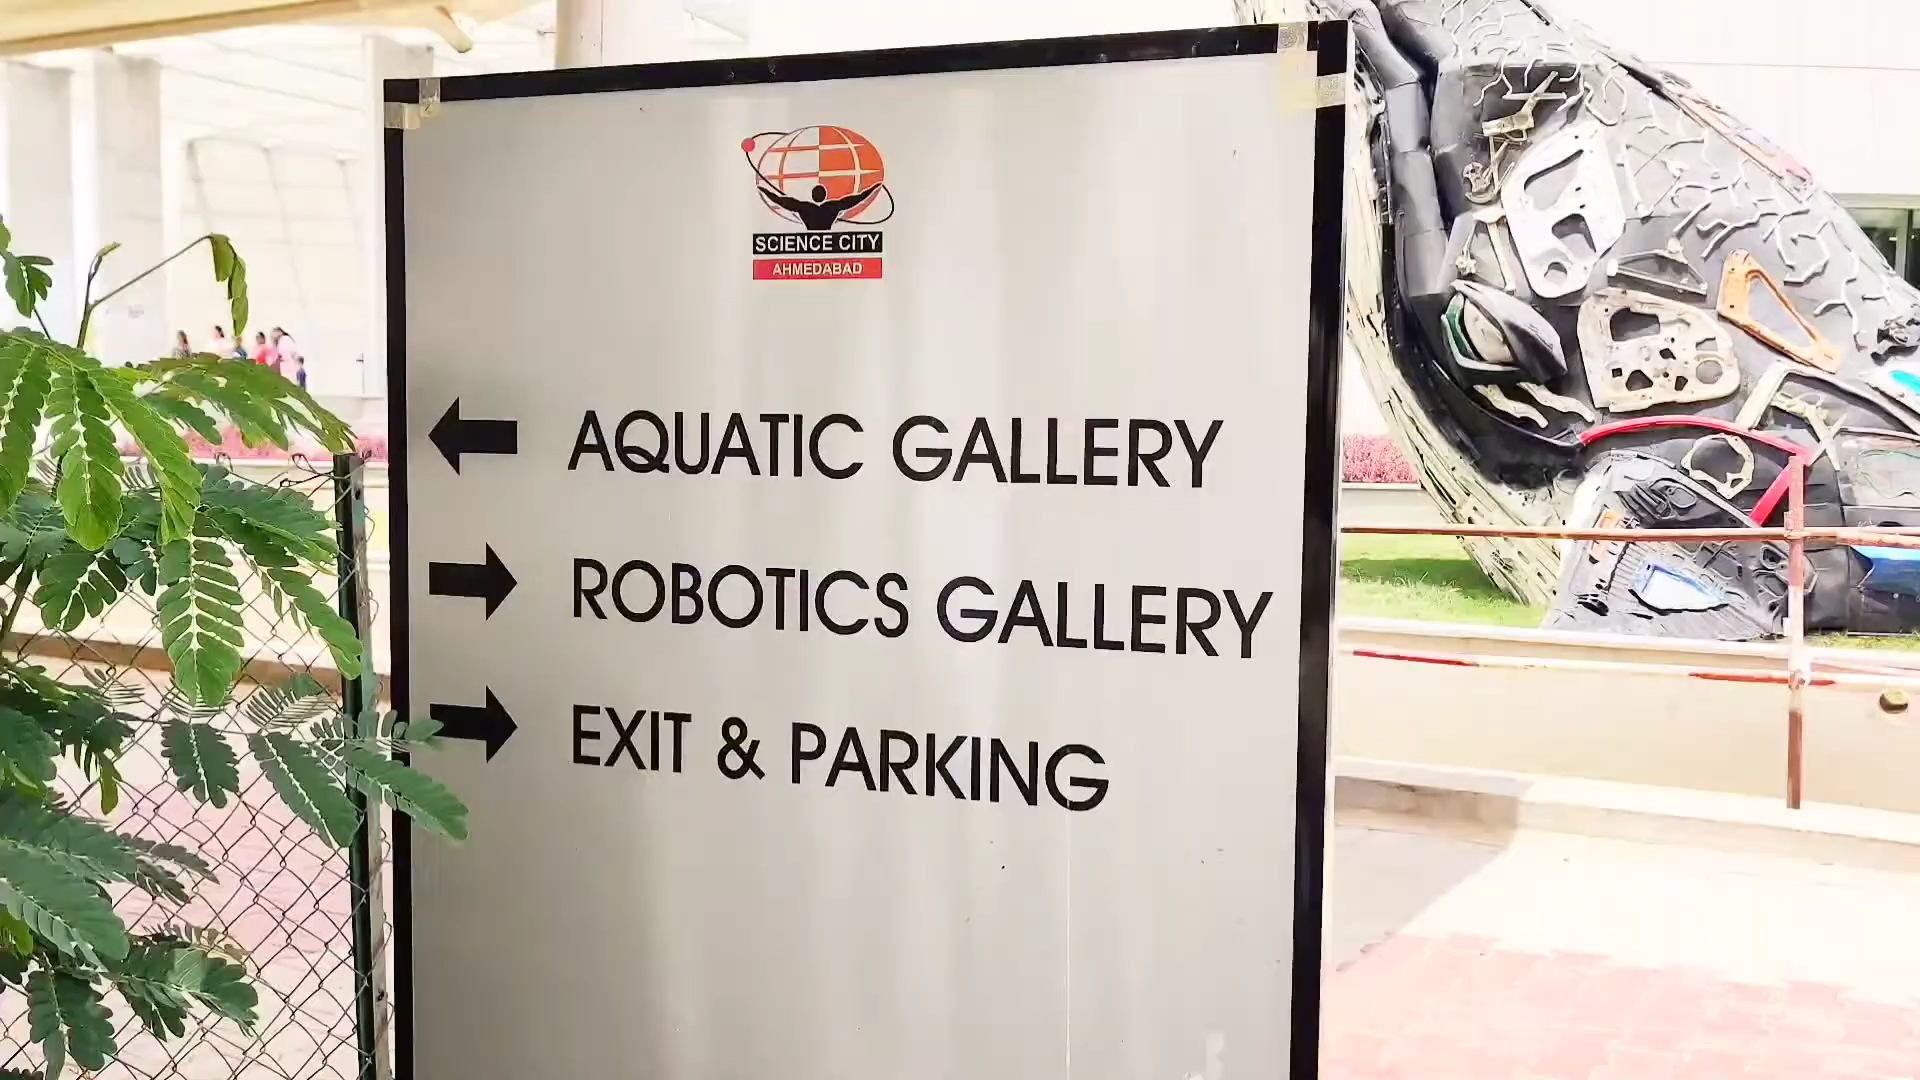 SCIENCE CITY
AHMEDABAD
AQUATIC GALLERY
ROBOTICS GALLERY
EXIT & PARKING